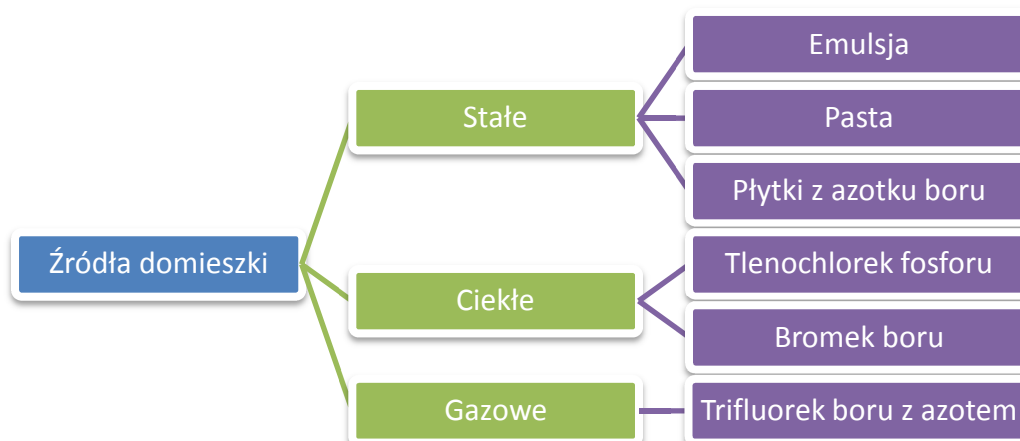 Źródła domieszki
Stałe
Emulsja
Pasta
Płytki z azotku boru
Ciekłe
Tlenochlorek fosforu
Bromek boru
Gazowe
Trifluorek boru z azotem